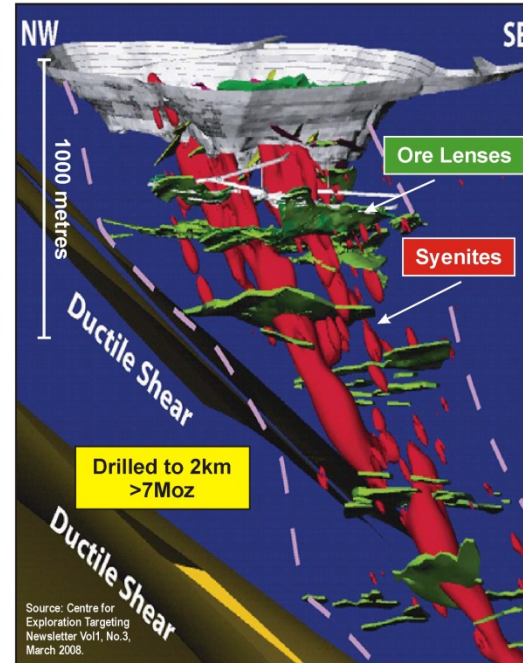 NW
SE
1000 metres
Ore Lenses
Syenites
Ductile Shear
Drilled to 2km
>7Moz
Ductile Shear
Source: Centre for
Exploration Targeting
Newsletter Vol1, No.3,
March 2008.